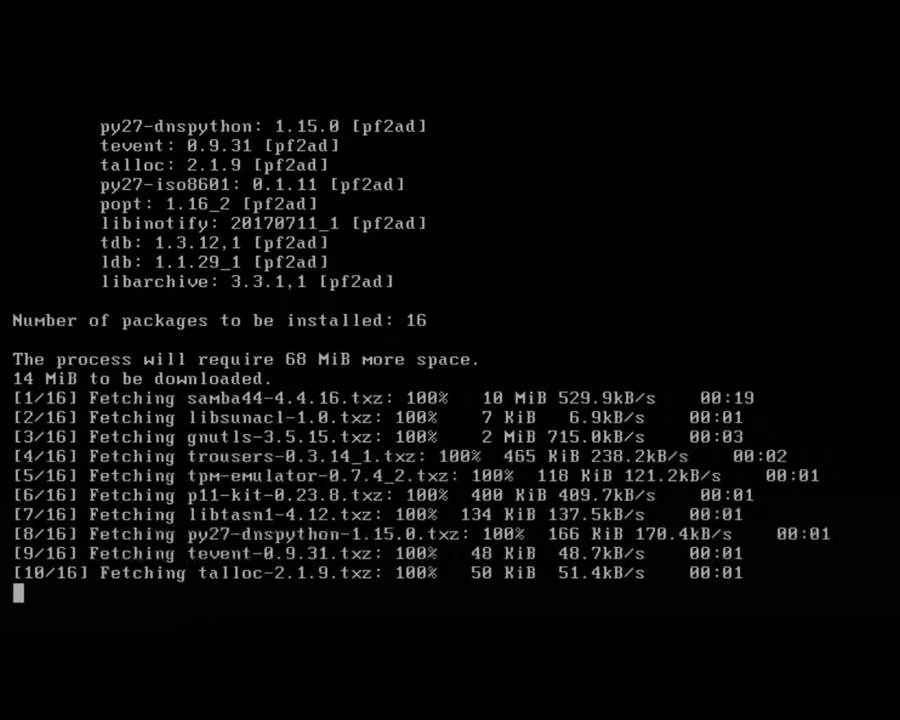 py27-dnspython: 1.15.0 [pf2ad]
tevent: 0.9.31 [pf2ad]
talloc: 2.1.9 [pf2ad]
py27-iso8601: 0.1.11 [pf2ad]
popt: 1.16_2 [pf2ad]
libinotify: 20170711_1 [pf2ad]
tdb: 1.3.12,1 [pf2ad]
ldb: 1.1.29_1 [pf2ad]
libarchive: 3.3.1,1 [pf2ad]
Number of packages to be installed: 16
The process will require 68 MiB more space.
14 MiB to be downloaded.
[1/16] Fetching samba44-4.4.16.txz: 100%   10 MiB 529.9kB/s    00:19
[2/16] Fetching libsunacl-1.0.txz: 100%    7 KiB   6.9kB/s    00:01
[3/16] Fetching gnutls-3.5.15.txz: 100%    2 MiB 715.0kB/s    00:03
[4/16] Fetching trousers-0.3.14_1.txz: 100%  465 KiB 238.2kB/s    00:02
[5/16] Fetching tpm-emulator-0.7.4_2.txz: 100%  118 KiB 121.2kB/s    00:01
[6/16] Fetching p11-kit-0.23.8.txz: 100%  400 KiB 409.7kB/s    00:01
[7/16] Fetching libtasn1-4.12.txz: 100%  134 KiB 137.5kB/s    00:01
[8/16] Fetching py27-dnspython-1.15.0.txz: 100%  166 KiB 170.4kB/s    00:01
[9/16] Fetching tevent-0.9.31.txz: 100%   48 KiB  48.7kB/s    00:01
[10/16] Fetching talloc-2.1.9.txz: 100%   50 KiB  51.4kB/s    00:01